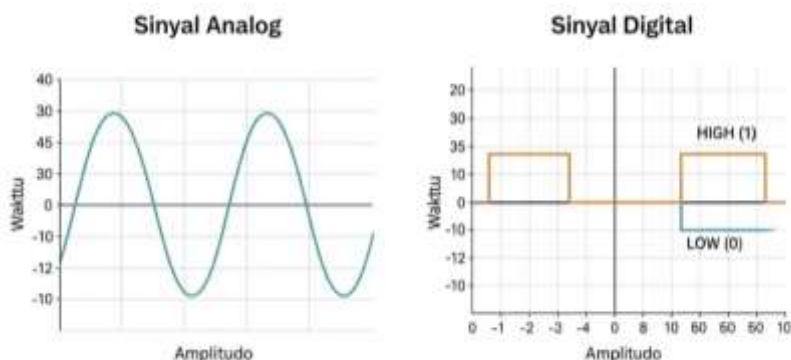 Sinyal Analog
40
30
45
30
0
-10
-12
-10
Wakttu
Amplitudo
Sinyal Digital
20
30
35
10
0
-10
-12
-10
Wakttu
HIGH (1)
LOW (0)
0 -1 -2 -3 -4 0 8 10 60 50 60 10
Amplitudo